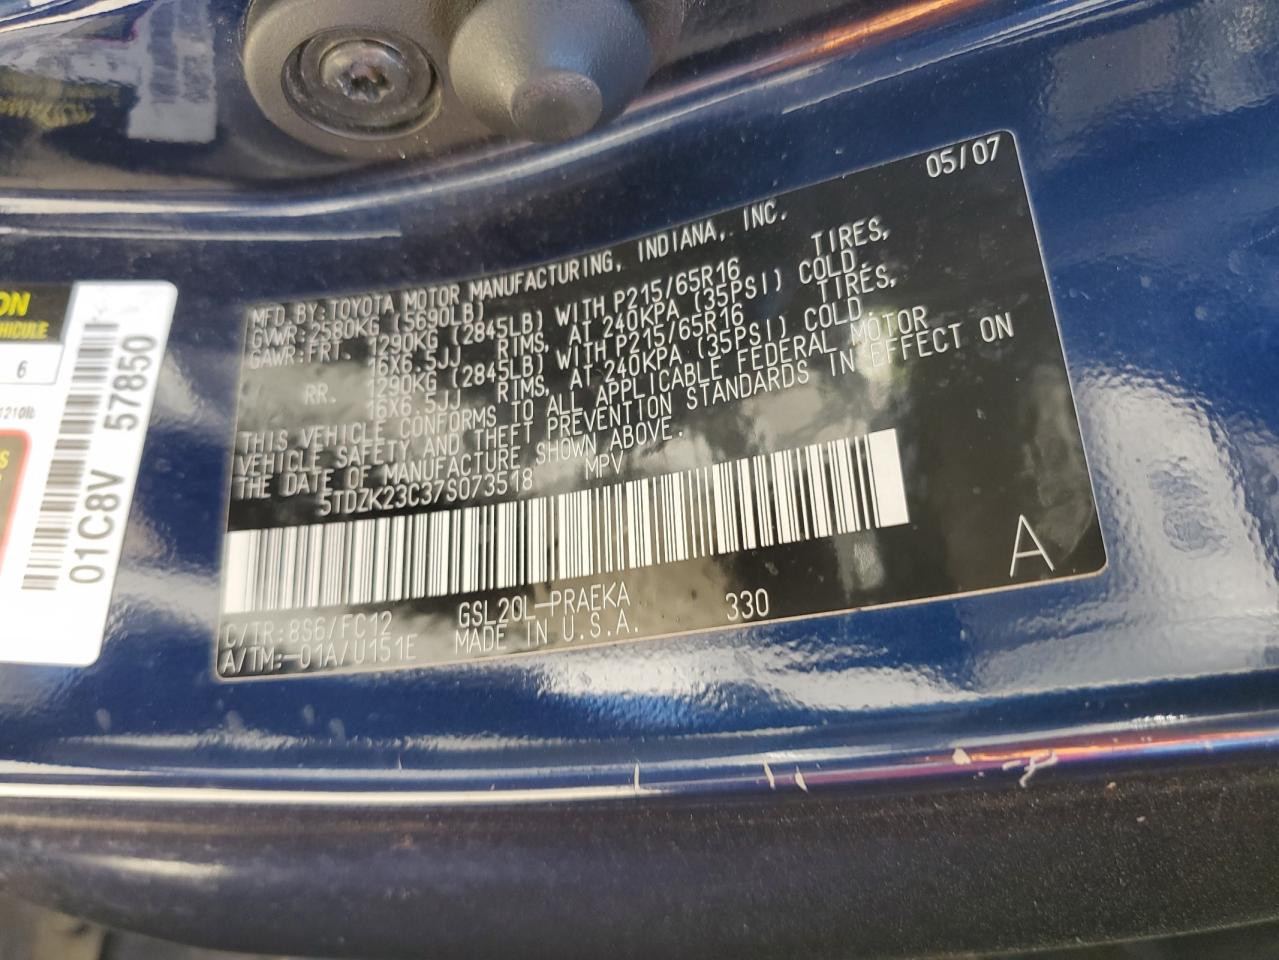 05/07
MFD.BY:TOYOTA MOTOR MANUFACTURING, INDIANA, INC.
GVWR:2580KG (5690LB)
GAWR:FRT. 1290KG (2845LB) WITH P215/65R16 TIRES,
16X6.5JJ RIMS, AT 240KPA (35PSI) COLD.
RR. 1290KG (2845LB) WITH P215/65R16 TIRES,
16X6.5JJ RIMS, AT 240KPA (35PSI) COLD.
THIS VEHICLE CONFORMS TO ALL APPLICABLE FEDERAL MOTOR
VEHICLE SAFETY AND THEFT PREVENTION STANDARDS IN EFFECT ON
THE DATE OF MANUFACTURE SHOWN ABOVE.
5TDZK23C37S073518 MPV
C/TR:8S6/FC12 GSL20L-PRAEKA 330
A/TM:-01A/U151E MADE IN U.S.A.
A
ION
VEHICULE
6
1210lb
S
01C8V 57850